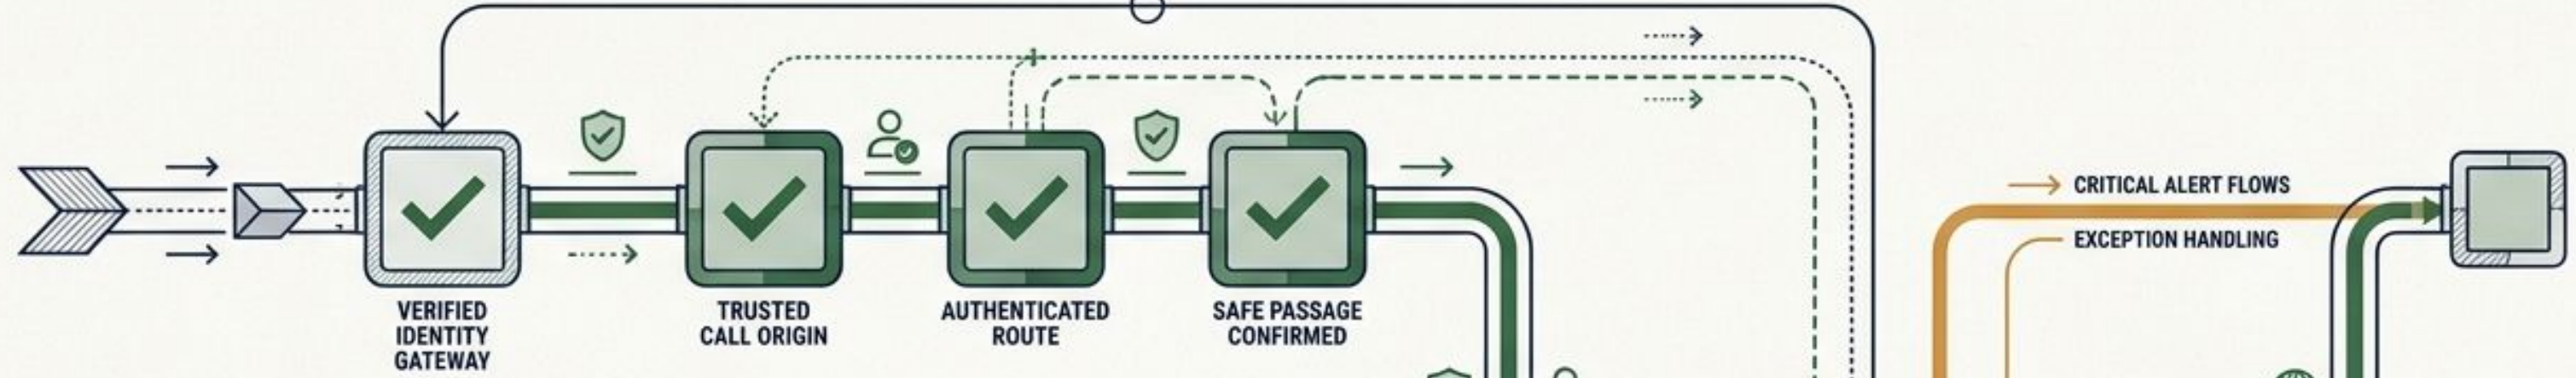 VERIFIED
IDENTITY
GATEWAY
TRUSTED
CALL ORIGIN
AUTHENTICATED
ROUTE
SAFE PASSAGE
CONFIRMED
CRITICAL ALERT FLOWS
EXCEPTION HANDLING